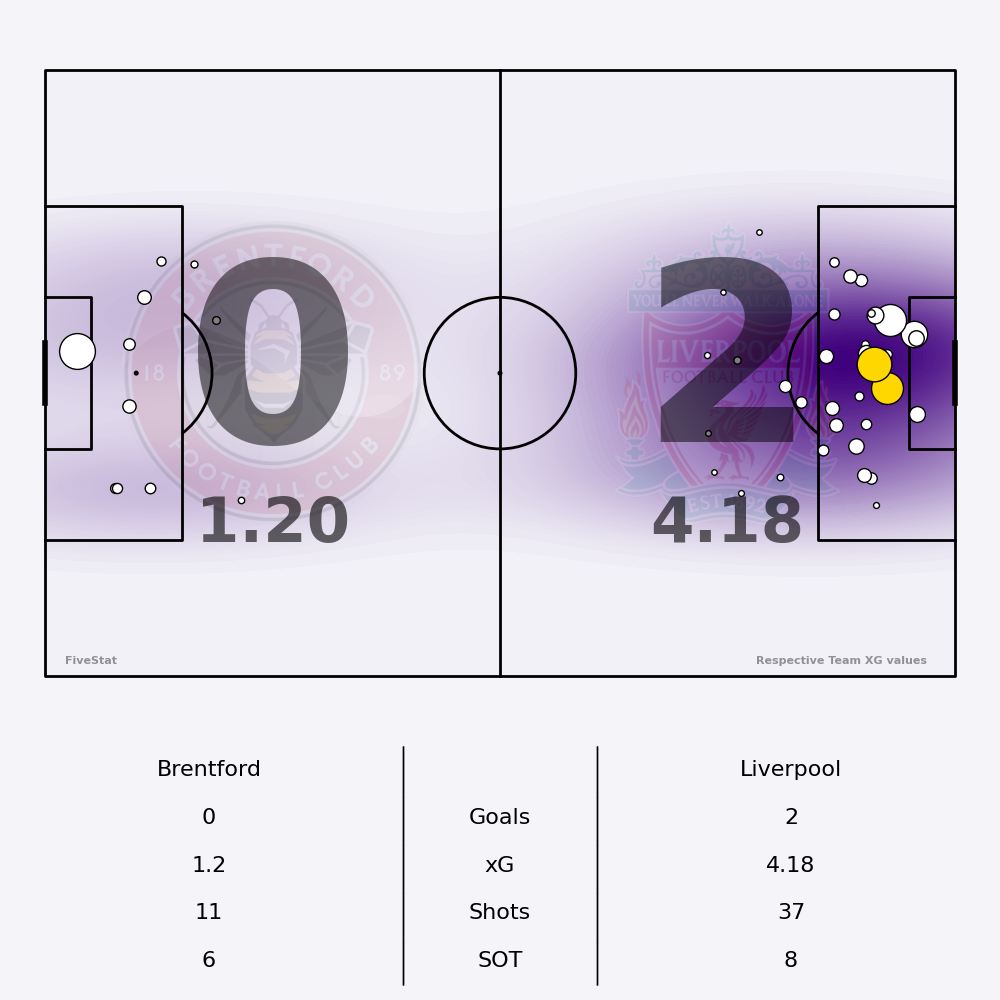 BRENTFORD
18 89
FOOTBALL CLUB
0
1.20
YOU'LL NEVER WALK ALONE
LIVERPOOL
FOOTBALL CLUB
2
4.18
FiveStat
Respective Team XG values
Brentford Liverpool
0 Goals 2
1.2 xG 4.18
11 Shots 37
6 SOT 8